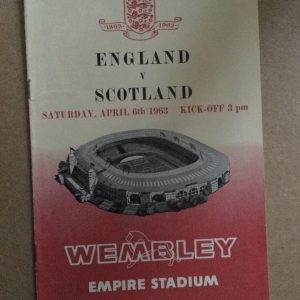 1863 1963
ENGLAND
v
SCOTLAND
SATURDAY, APRIL 6th 1963 KICK-OFF 3 pm
WEMBLEY
EMPIRE STADIUM